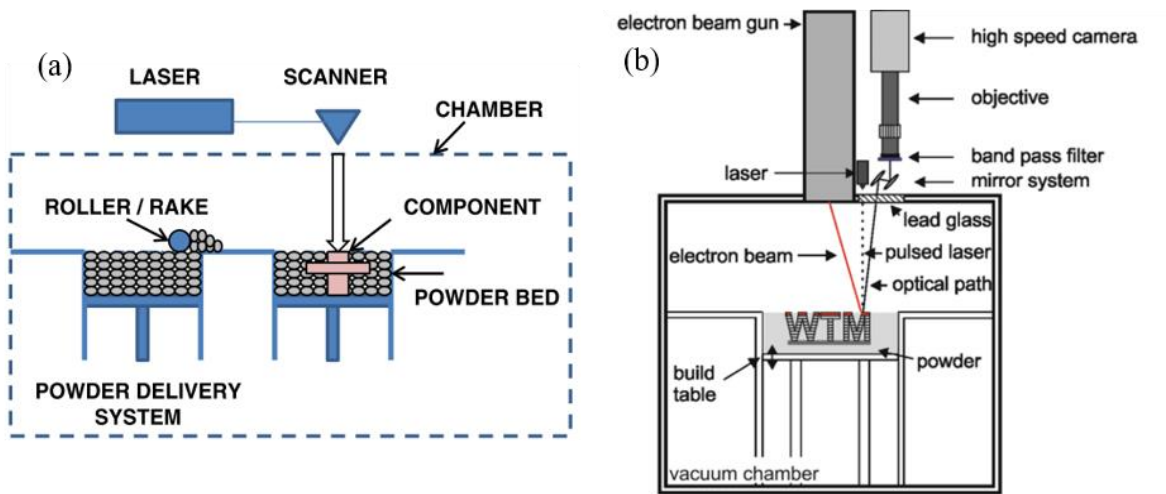 (a)
LASER
SCANNER
CHAMBER
ROLLER / RAKE
COMPONENT
POWDER BED
POWDER DELIVERY
SYSTEM
(b)
electron beam gun
high speed camera
objective
band pass filter
laser
mirror system
lead glass
electron beam
pulsed laser
optical path
WTM
build
table
powder
vacuum chamber